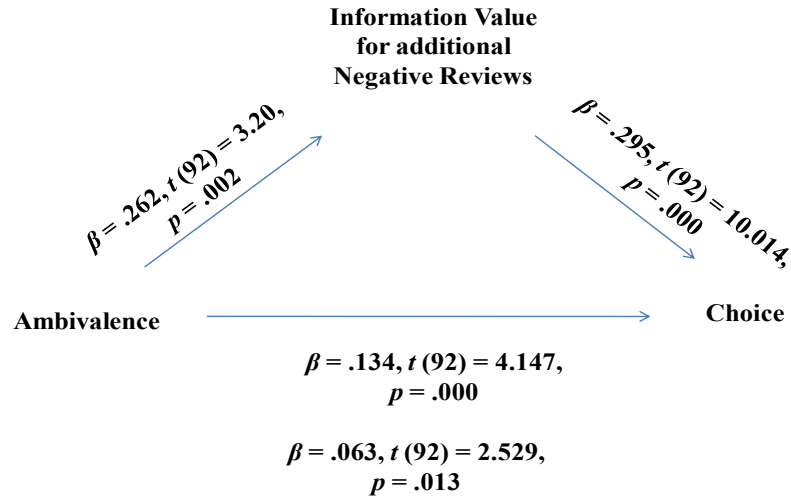 Information Value
for additional
Negative Reviews
β = .262, t (92) = 3.20,
p = .002
β = .295, t (92) = 10.014,
p = .000
Ambivalence
Choice
β = .134, t (92) = 4.147,
p = .000
β = .063, t (92) = 2.529,
p = .013